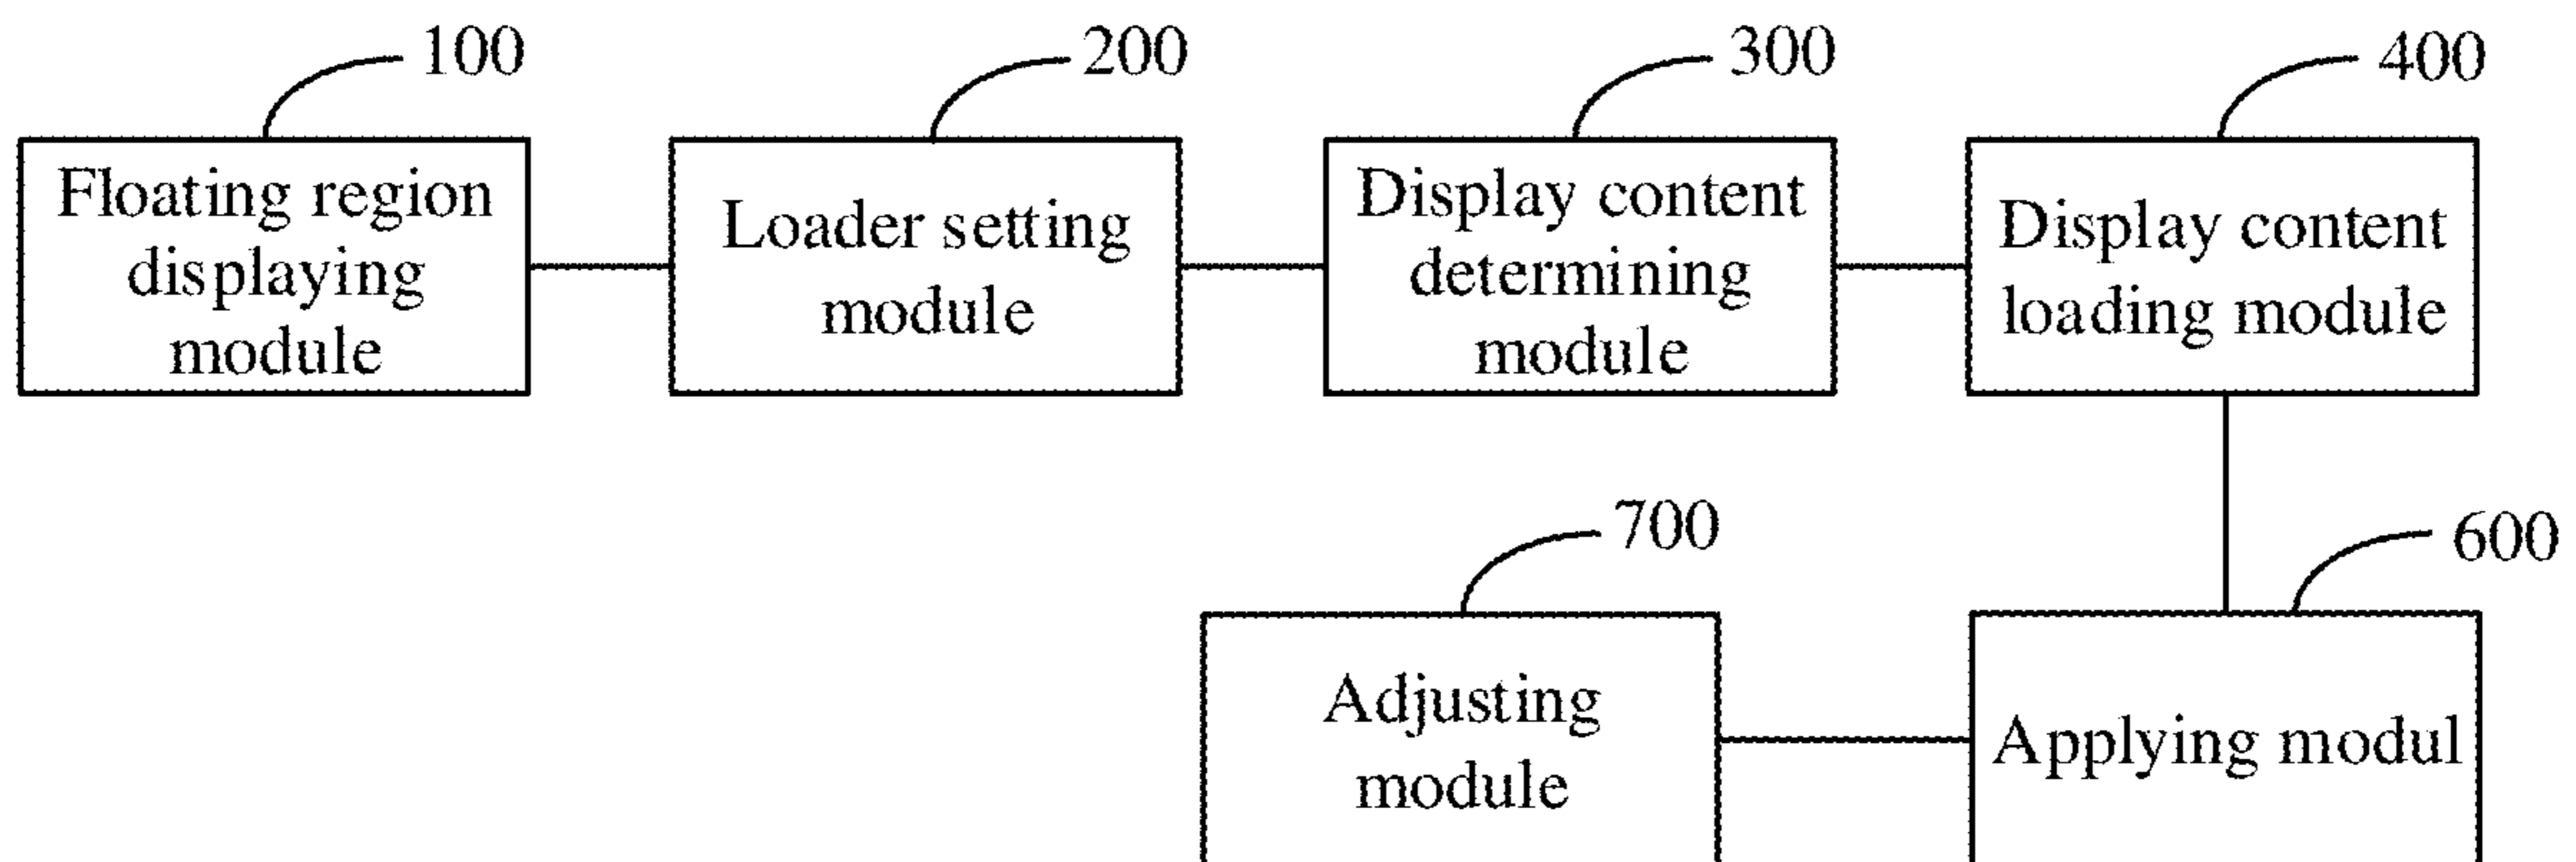 100
200
300
400
Floating region
displaying
module
Loader setting
module
Display content
determining
module
Display content
loading module
700
600
Adjusting
module
Applying modul